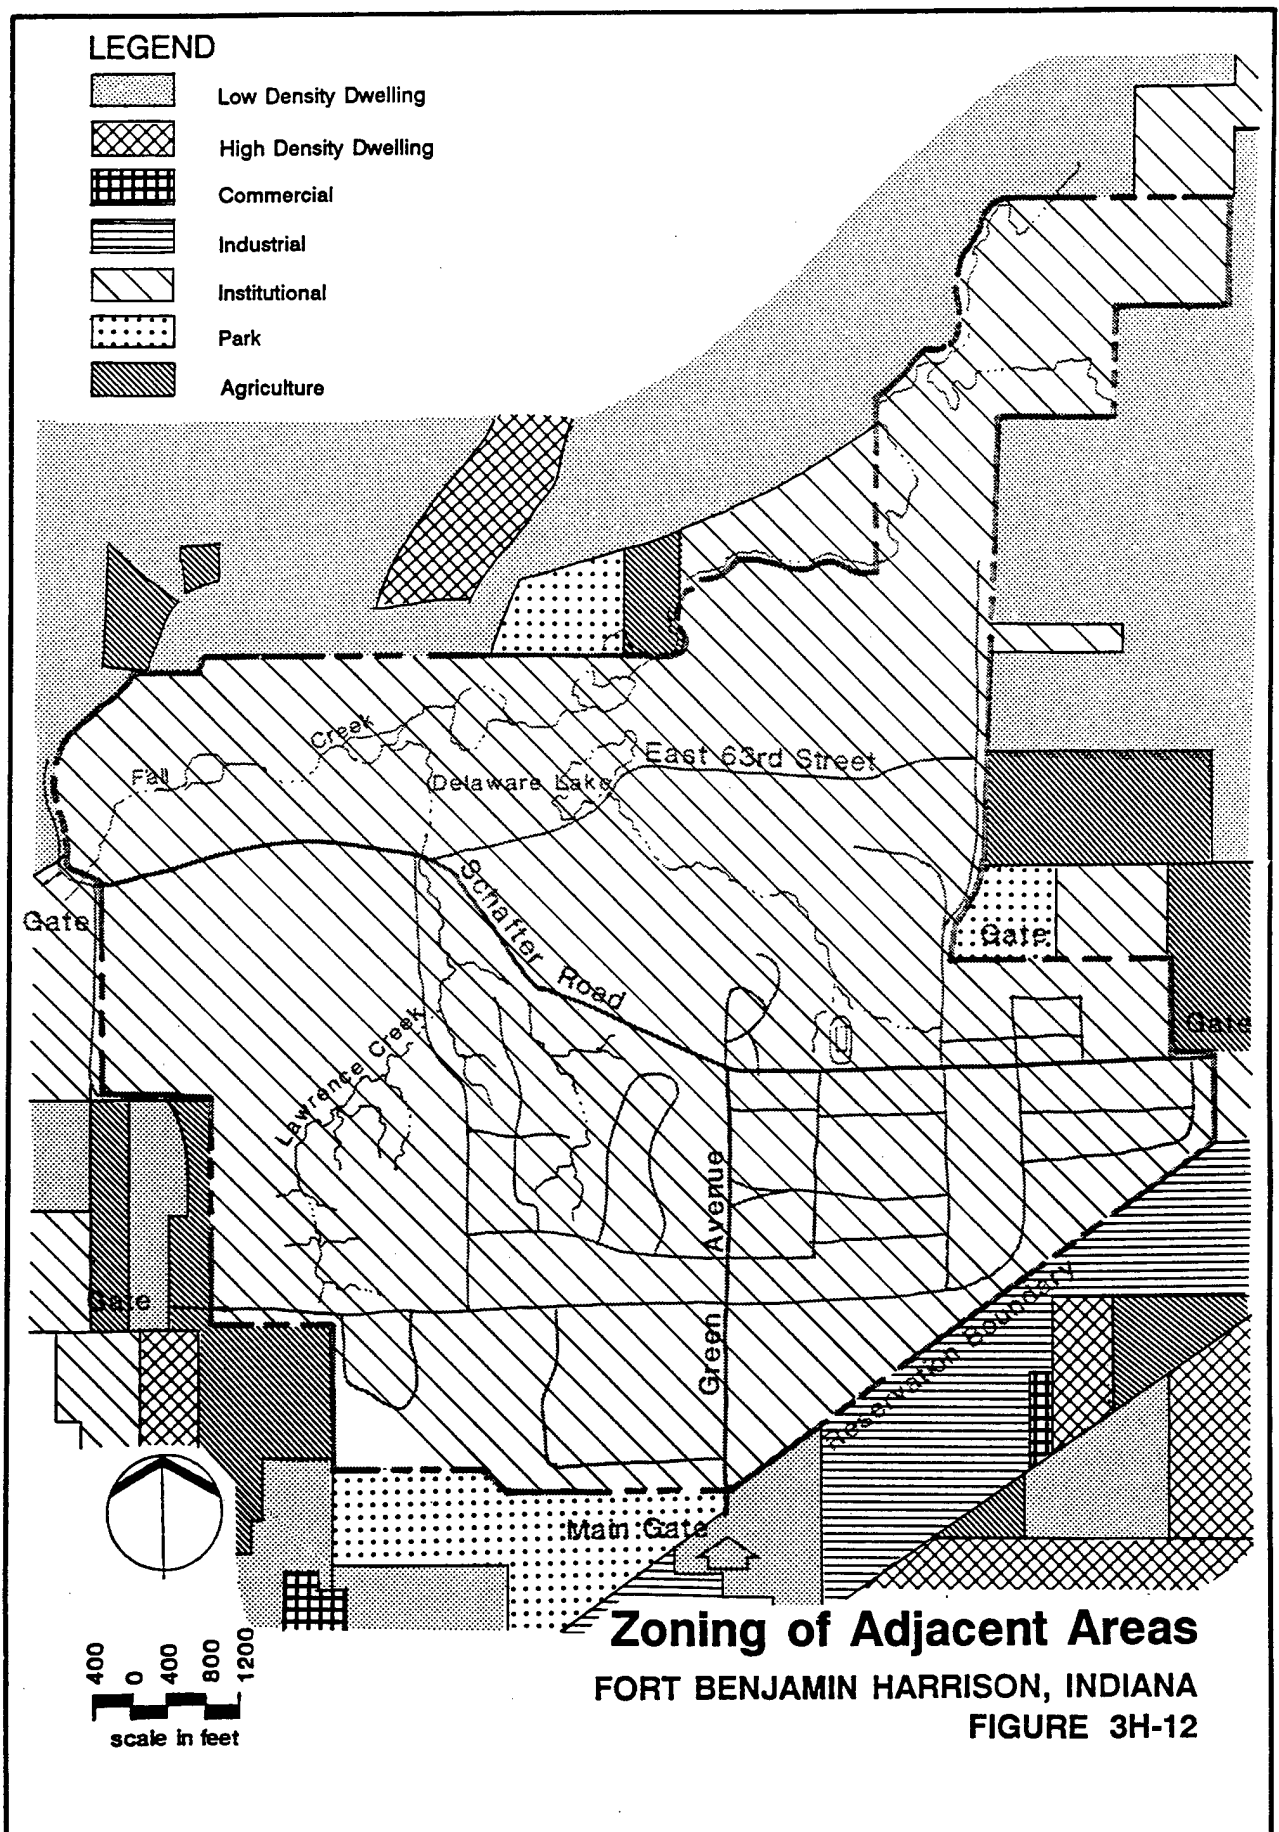 LEGEND
Low Density Dwelling
High Density Dwelling
Commercial
Industrial
Institutional
Park
Agriculture
Creek
Fall
East 63rd Street
Delaware Lake
Gate
Schafter Road
Gate
Gate
Lawrence Creek
Green Avenue
Gate
Reservation Boundary
Main Gate
Zoning of Adjacent Areas
FORT BENJAMIN HARRISON, INDIANA
FIGURE 3H-12
400 0 400 800 1200
scale in feet